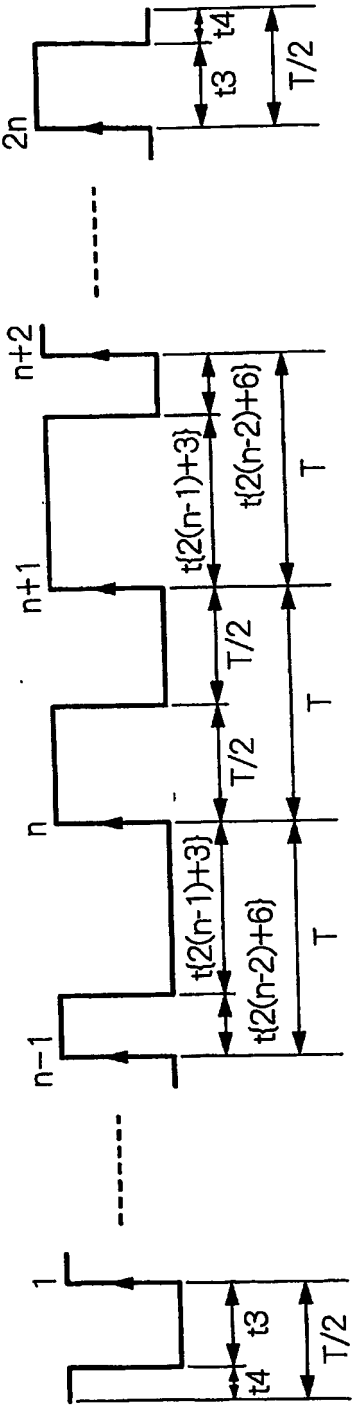 1
n−1
n
n+1
n+2
2n
t4
t3
T/2
t{2(n-1)+3}
t{2(n-2)+6}
T
T/2
T/2
T
t{2(n-1)+3}
t{2(n-2)+6}
T
t3
t4
T/2